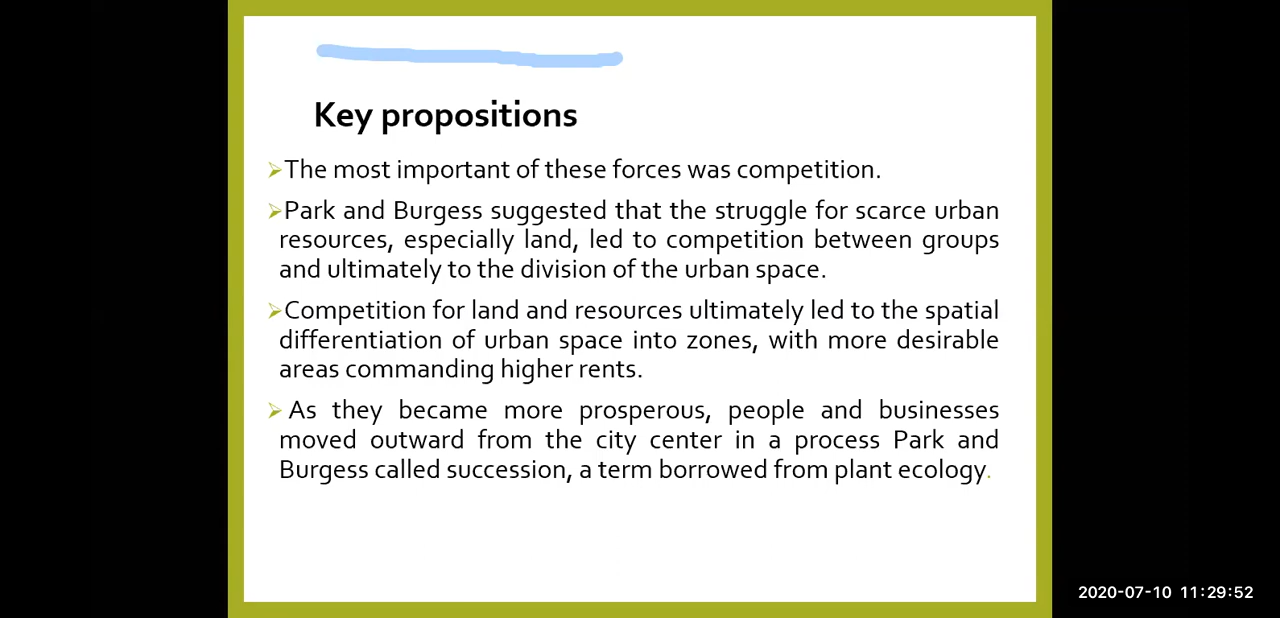 Key propositions
➢The most important of these forces was competition.
➢Park and Burgess suggested that the struggle for scarce urban
resources, especially land, led to competition between groups
and ultimately to the division of the urban space.
➢Competition for land and resources ultimately led to the spatial
differentiation of urban space into zones, with more desirable
areas commanding higher rents.
➢ As they became more prosperous, people and businesses
moved outward from the city center in a process Park and
Burgess called succession, a term borrowed from plant ecology.
2020-07-10 11:29:52